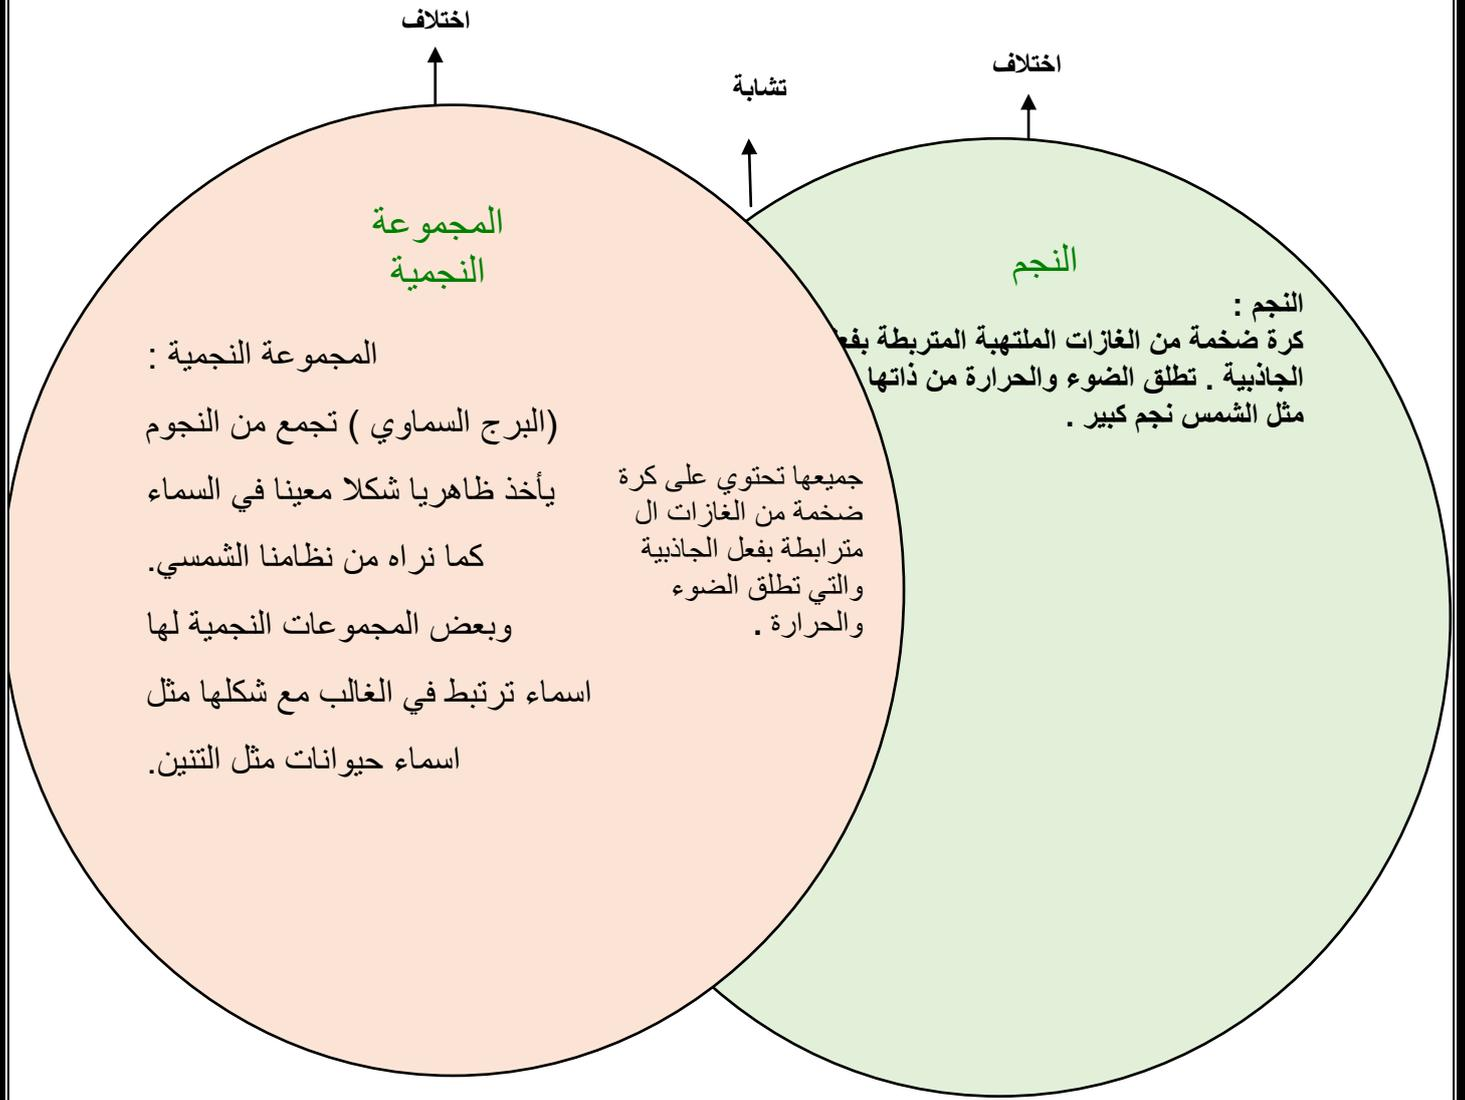 اختلاف
اختلاف
تشابة
النجم
النجم :
كرة ضخمة من الغازات الملتهبة المتربطة
الجاذبية . تطلق الضوء والحرارة من ذاتها
مثل الشمس نجم كبير .
المجموعة
النجمية
المجموعة النجمية :
(البرج السماوي ) تجمع من النجوم
يأخذ ظاهريا شكلا معينا في السماء
كما نراه من نظامنا الشمسي.
وبعض المجموعات النجمية لها
اسماء ترتبط في الغالب مع شكلها مثل
اسماء حيوانات مثل التنين.
جميعها تحتوي على كرة
ضخمة من الغازات ال
مترابطة بفعل الجاذبية
والتي تطلق الضوء
والحرارة .